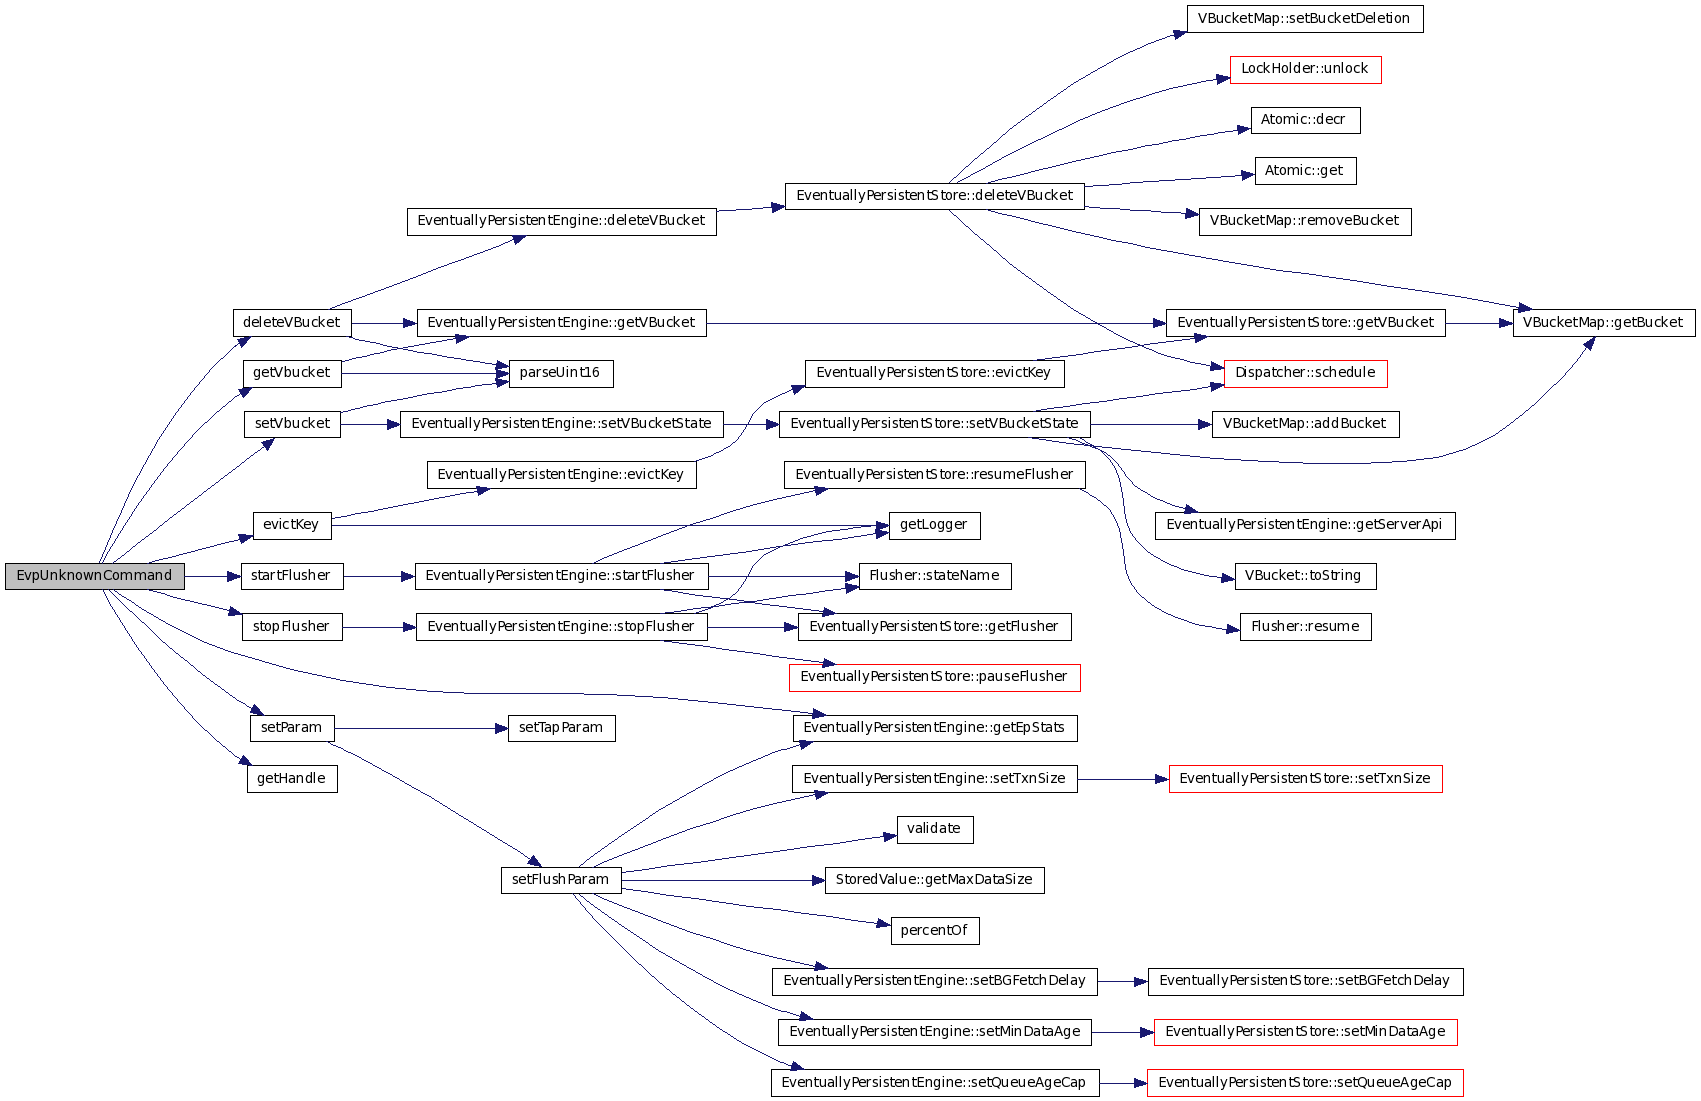 VBucketMap::setBucketDeletion
LockHolder::unlock
Atomic::decr
Atomic::get
EventuallyPersistentStore::deleteVBucket
EventuallyPersistentEngine::deleteVBucket
VBucketMap::removeBucket
deleteVBucket
EventuallyPersistentEngine::getVBucket
EventuallyPersistentStore::getVBucket
VBucketMap::getBucket
getVbucket
parseUint16
EventuallyPersistentStore::evictKey
Dispatcher::schedule
setVbucket
EventuallyPersistentEngine::setVBucketState
EventuallyPersistentStore::setVBucketState
VBucketMap::addBucket
EventuallyPersistentEngine::evictKey
EventuallyPersistentStore::resumeFlusher
evictKey
getLogger
EventuallyPersistentEngine::getServerApi
EvpUnknownCommand
startFlusher
EventuallyPersistentEngine::startFlusher
Flusher::stateName
VBucket::toString
stopFlusher
EventuallyPersistentEngine::stopFlusher
EventuallyPersistentStore::getFlusher
Flusher::resume
EventuallyPersistentStore::pauseFlusher
setParam
setTapParam
EventuallyPersistentEngine::getEpStats
getHandle
EventuallyPersistentEngine::setTxnSize
EventuallyPersistentStore::setTxnSize
validate
setFlushParam
StoredValue::getMaxDataSize
percentOf
EventuallyPersistentEngine::setBGFetchDelay
EventuallyPersistentStore::setBGFetchDelay
EventuallyPersistentEngine::setMinDataAge
EventuallyPersistentStore::setMinDataAge
EventuallyPersistentEngine::setQueueAgeCap
EventuallyPersistentStore::setQueueAgeCap